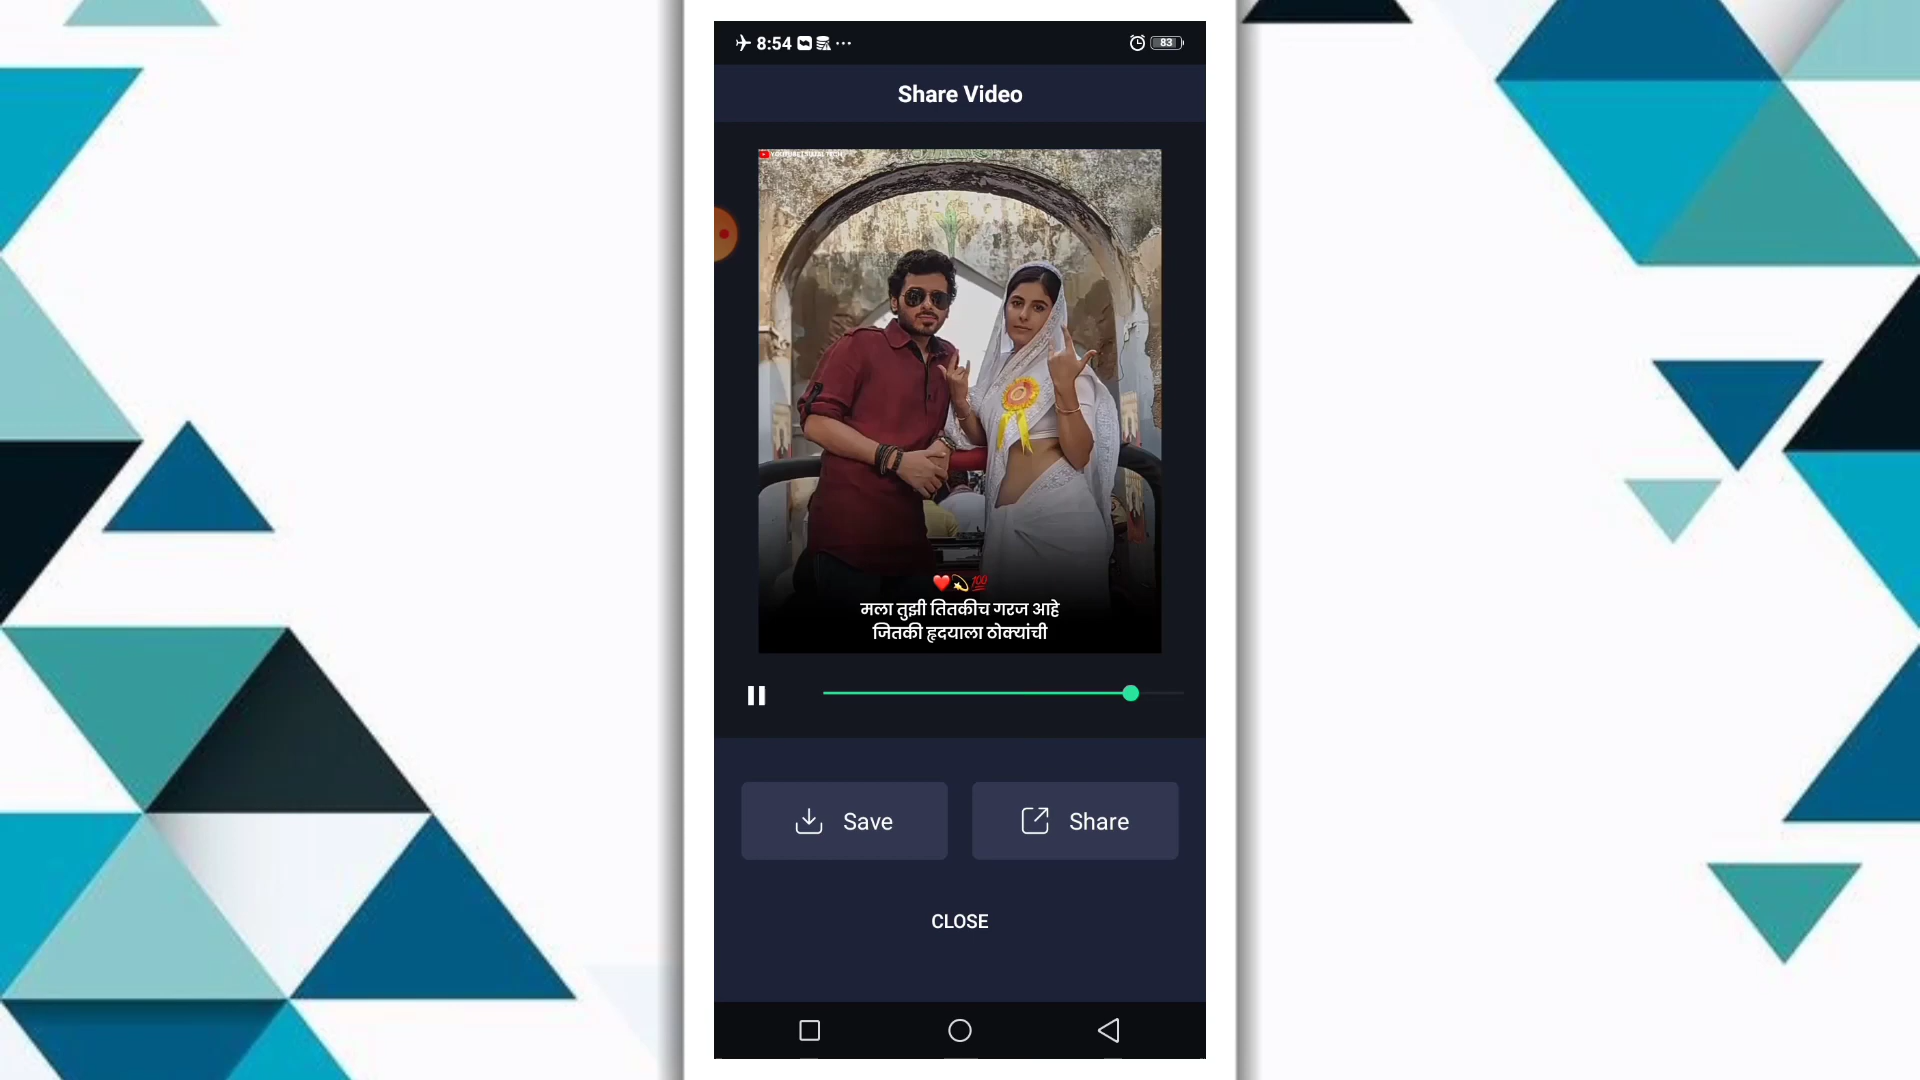 8:54
83
Share Video
❤️💫💯
मला तुझी तितकीच गरज आहे
जितकी हृदयाला ठोक्यांची
Save
Share
CLOSE